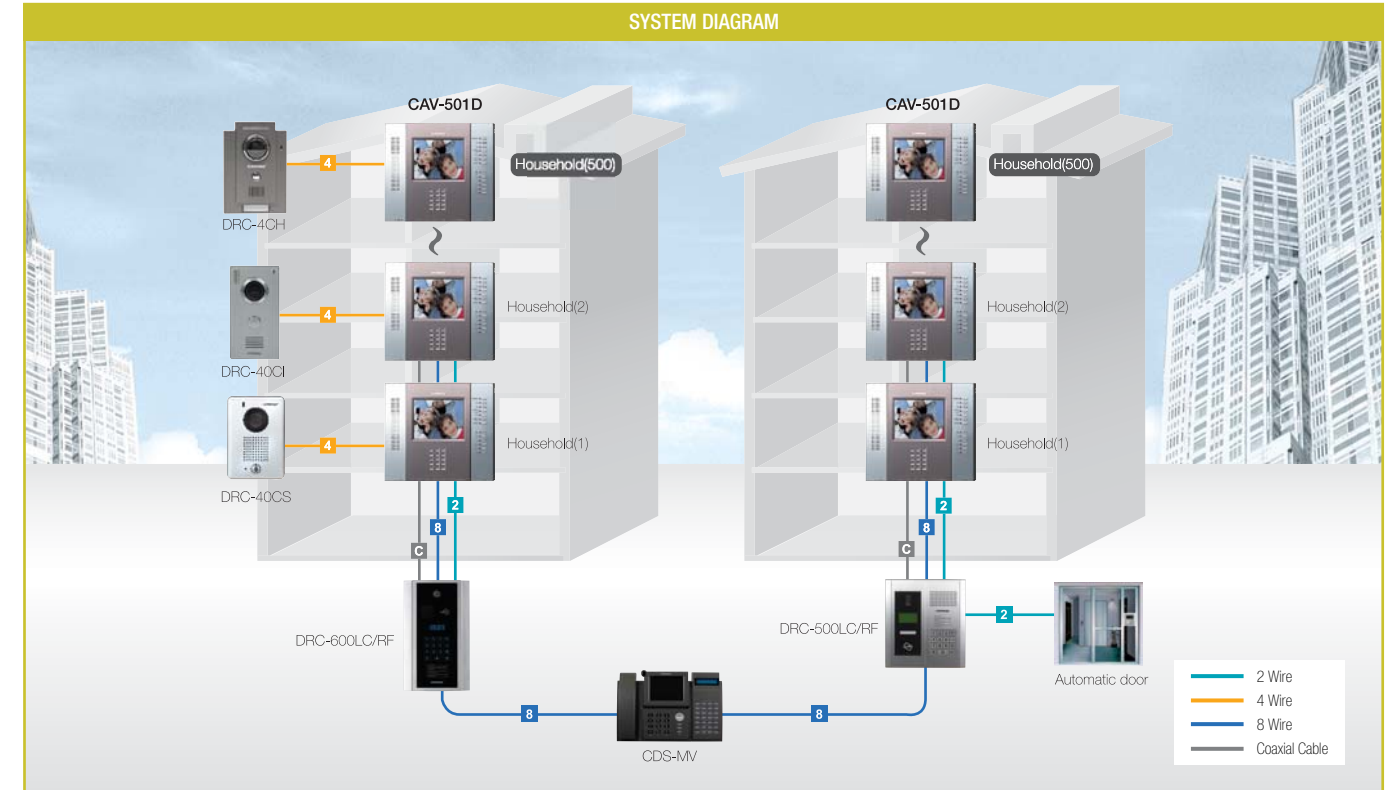 SYSTEM DIAGRAM
CAV-501D
CAV-501D
4
Household(500)
Household(500)
DRC-4CH
4
Household(2)
Household(2)
DRC-40CI
4
Household(1)
Household(1)
DRC-40CS
2
2
8
8
C
C
DRC-600LC/RF
DRC-500LC/RF
2
Automatic door
8
8
CDS-MV
2 Wire
4 Wire
8 Wire
Coaxial Cable